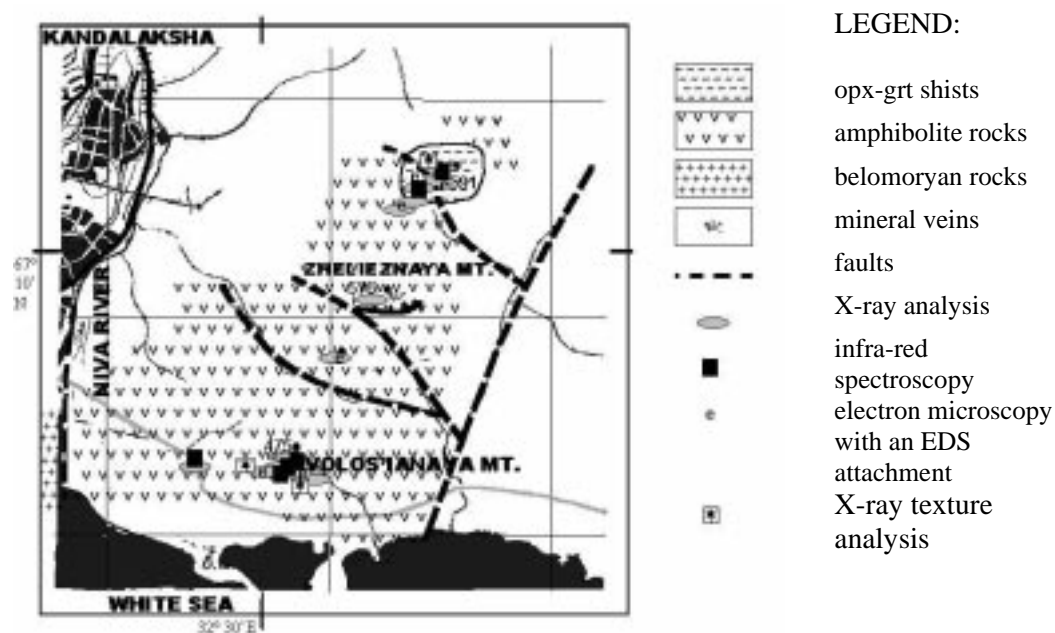 KANDALAKSHA
67°
10'
N
NIVA RIVER
ZHELIEZNAYA MT.
VOLOS'IANAYA MT.
WHITE SEA
32° 30'E
LEGEND:
opx-grt shists
amphibolite rocks
belomoryan rocks
mineral veins
faults
X-ray analysis
infra-red
spectroscopy
electron microscopy
with an EDS
attachment
X-ray texture
analysis